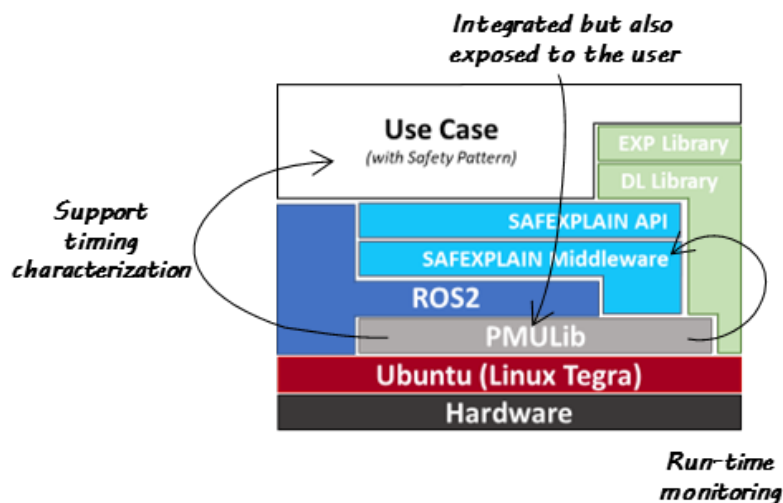 Integrated but also
exposed to the user
Use Case
(with Safety Pattern)
EXP Library
DL Library
Support
timing
characterization
SAFEXPLAIN API
SAFEXPLAIN Middleware
ROS2
PMULib
Ubuntu (Linux Tegra)
Hardware
Run-time
monitoring